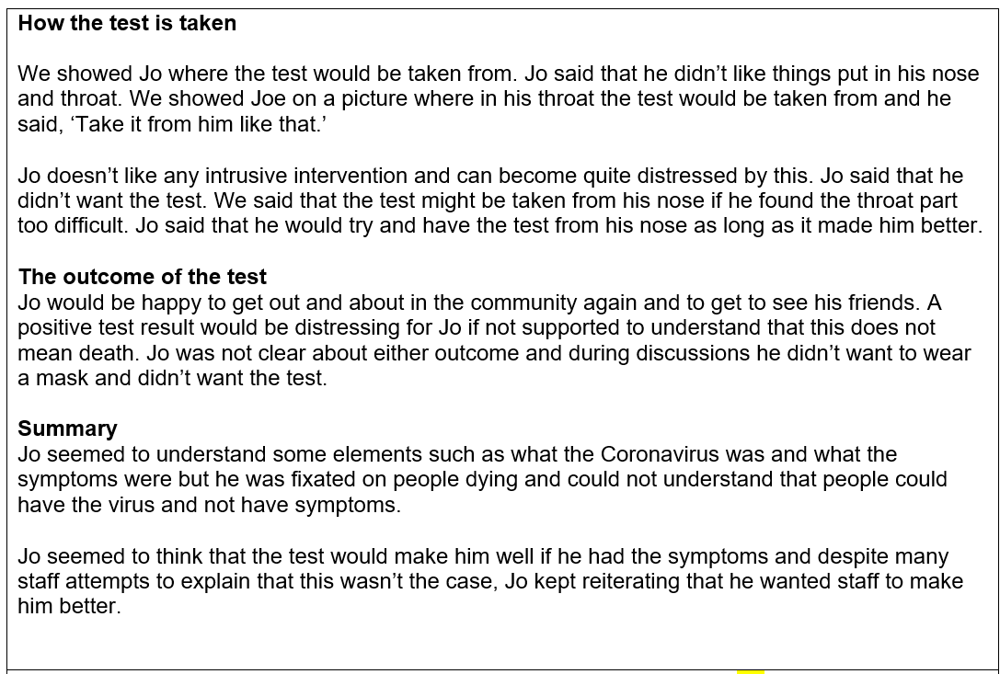 How the test is taken
We showed Jo where the test would be taken from. Jo said that he didn’t like things put in his nose
and throat. We showed Joe on a picture where in his throat the test would be taken from and he
said, ‘Take it from him like that.’
Jo doesn’t like any intrusive intervention and can become quite distressed by this. Jo said that he
didn’t want the test. We said that the test might be taken from his nose if he found the throat part
too difficult. Jo said that he would try and have the test from his nose as long as it made him better.
The outcome of the test
Jo would be happy to get out and about in the community again and to get to see his friends. A
positive test result would be distressing for Jo if not supported to understand that this does not
mean death. Jo was not clear about either outcome and during discussions he didn’t want to wear
a mask and didn’t want the test.
Summary
Jo seemed to understand some elements such as what the Coronavirus was and what the
symptoms were but he was fixated on people dying and could not understand that people could
have the virus and not have symptoms.
Jo seemed to think that the test would make him well if he had the symptoms and despite many
staff attempts to explain that this wasn’t the case, Jo kept reiterating that he wanted staff to make
him better.